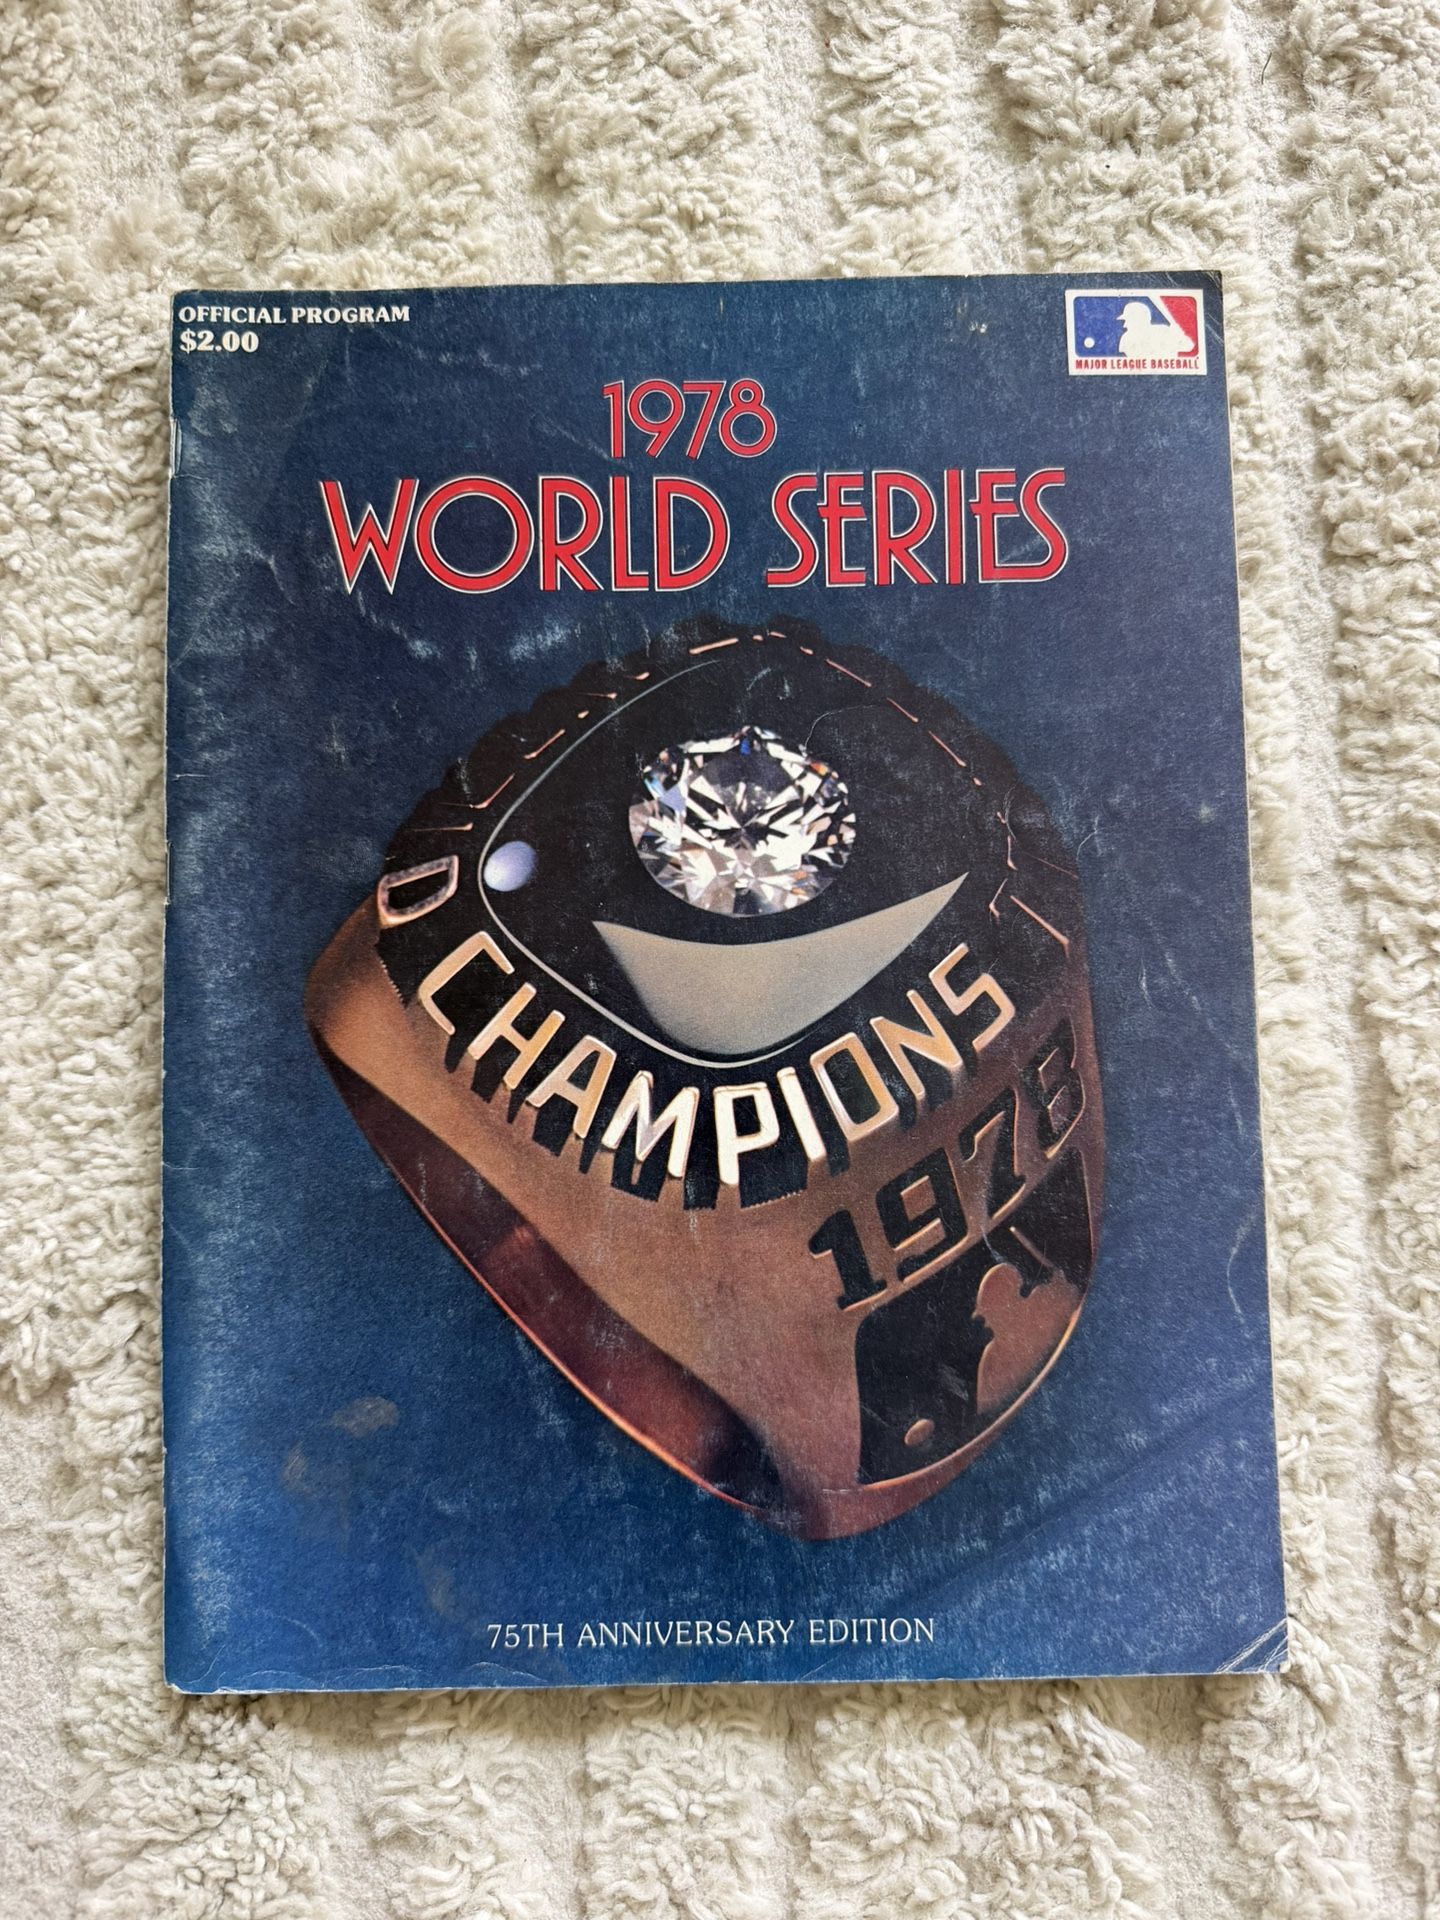 OFFICIAL PROGRAM
$2.00
MAJOR LEAGUE BASEBALL
1978
WORLD SERIES
CHAMPIONS
1978
75TH ANNIVERSARY EDITION